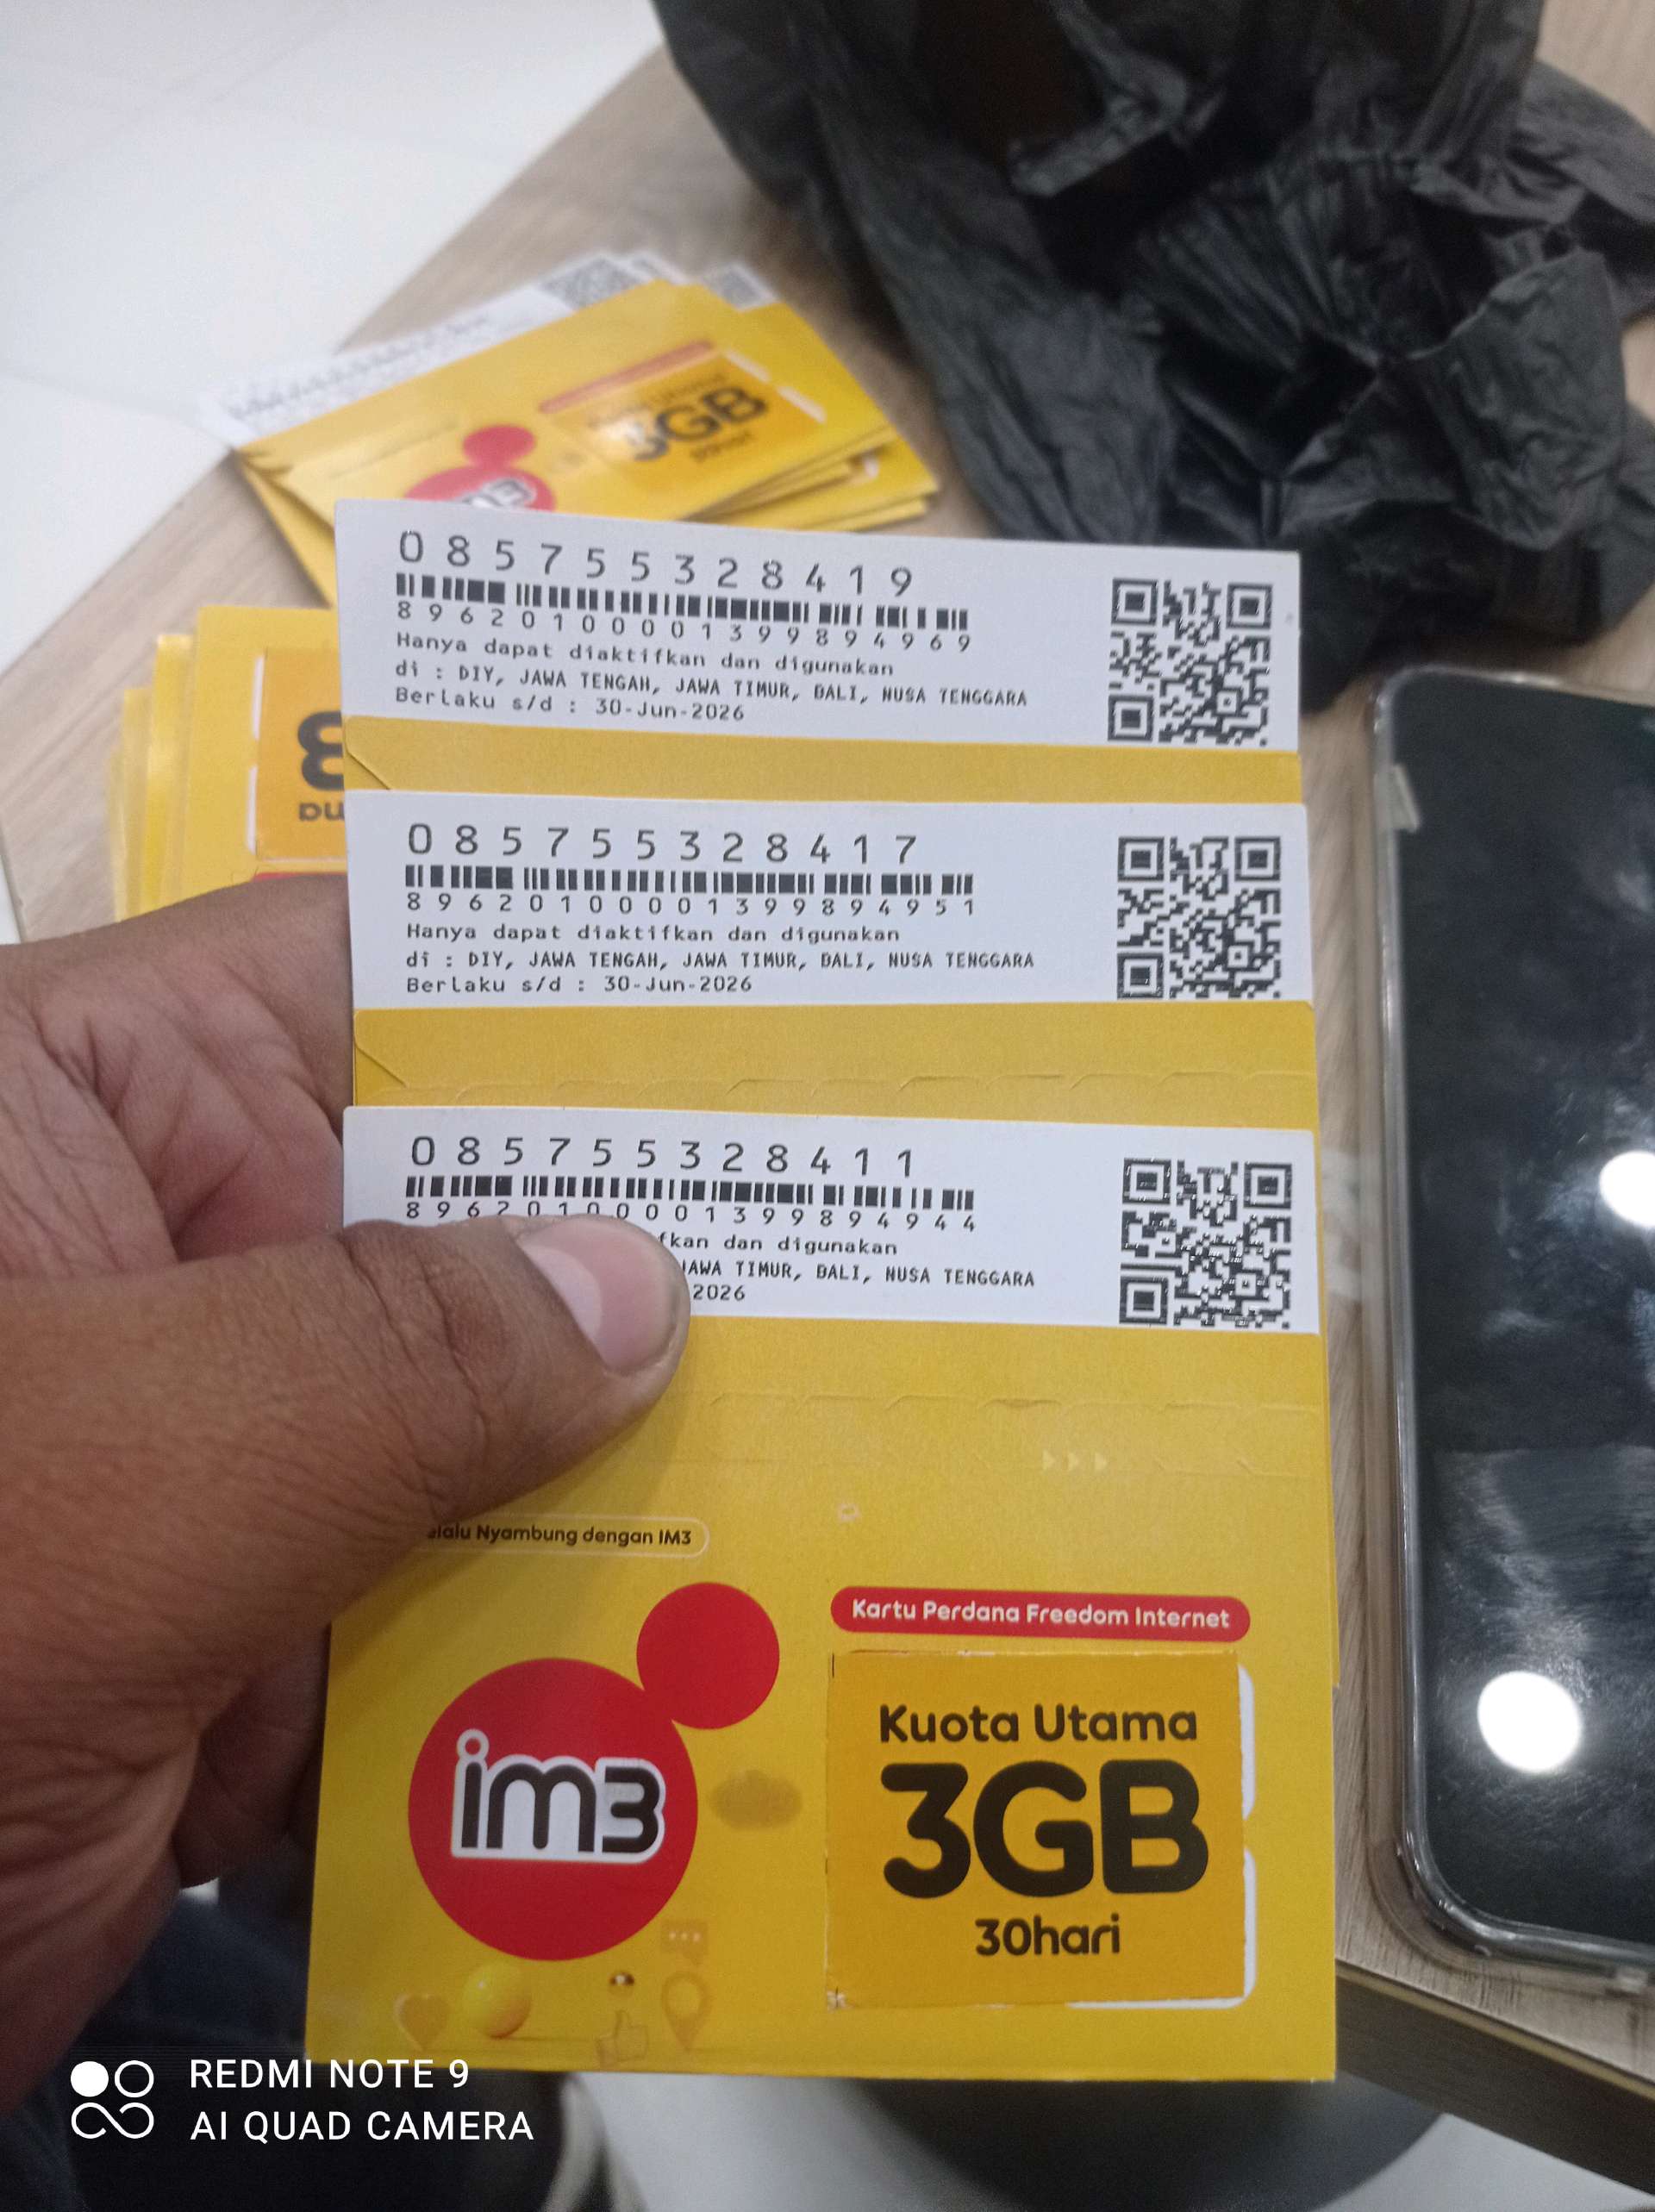 3GB
085755328419
89620100001399894969
Hanya dapat diaktifkan dan digunakan
di : DIY, JAWA TENGAH, JAWA TIMUR, BALI, NUSA TENGGARA
Berlaku s/d : 30-Jun-2026
085755328417
89620100001399894951
Hanya dapat diaktifkan dan digunakan
di : DIY, JAWA TENGAH, JAWA TIMUR, BALI, NUSA TENGGARA
Berlaku s/d : 30-Jun-2026
085755328411
89620100001399894944
fkan dan digunakan
JAWA TIMUR, BALI, NUSA TENGGARA
2026
elalu Nyambung dengan IM3
Kartu Perdana Freedom Internet
im3
Kuota Utama
3GB
30hari
REDMI NOTE 9
AI QUAD CAMERA